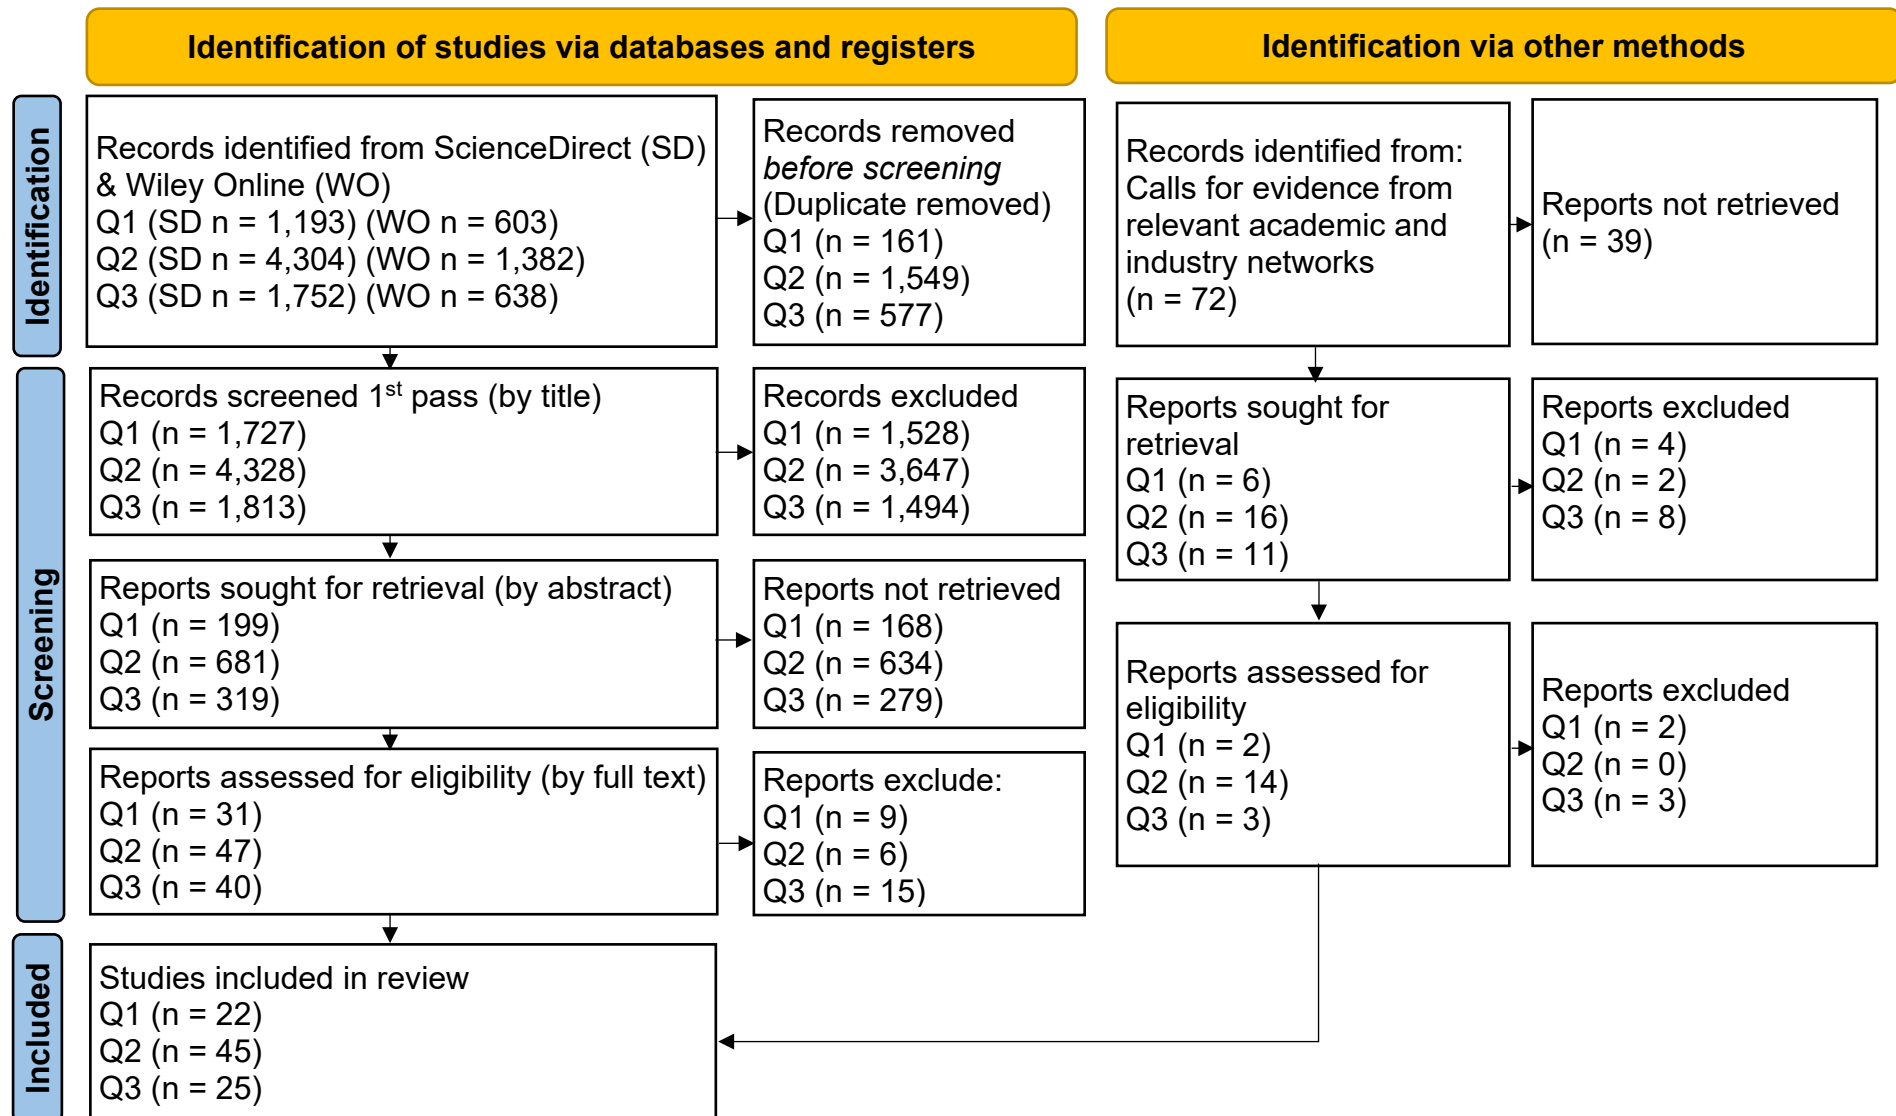 Identification of studies via databases and registers
Identification via other methods
Identification
Records identified from ScienceDirect (SD)
& Wiley Online (WO)
Q1 (SD n = 1,193) (WO n = 603)
Q2 (SD n = 4,304) (WO n = 1,382)
Q3 (SD n = 1,752) (WO n = 638)
Records removed
before screening
(Duplicate removed)
Q1 (n = 161)
Q2 (n = 1,549)
Q3 (n = 577)
Records identified from:
Calls for evidence from
relevant academic and
industry networks
(n = 72)
Reports not retrieved
(n = 39)
Screening
Records screened 1st pass (by title)
Q1 (n = 1,727)
Q2 (n = 4,328)
Q3 (n = 1,813)
Records excluded
Q1 (n = 1,528)
Q2 (n = 3,647)
Q3 (n = 1,494)
Reports sought for
retrieval
Q1 (n = 6)
Q2 (n = 16)
Q3 (n = 11)
Reports excluded
Q1 (n = 4)
Q2 (n = 2)
Q3 (n = 8)
Reports sought for retrieval (by abstract)
Q1 (n = 199)
Q2 (n = 681)
Q3 (n = 319)
Reports not retrieved
Q1 (n = 168)
Q2 (n = 634)
Q3 (n = 279)
Reports assessed for
eligibility
Q1 (n = 2)
Q2 (n = 14)
Q3 (n = 3)
Reports excluded
Q1 (n = 2)
Q2 (n = 0)
Q3 (n = 3)
Reports assessed for eligibility (by full text)
Q1 (n = 31)
Q2 (n = 47)
Q3 (n = 40)
Reports exclude:
Q1 (n = 9)
Q2 (n = 6)
Q3 (n = 15)
Included
Studies included in review
Q1 (n = 22)
Q2 (n = 45)
Q3 (n = 25)